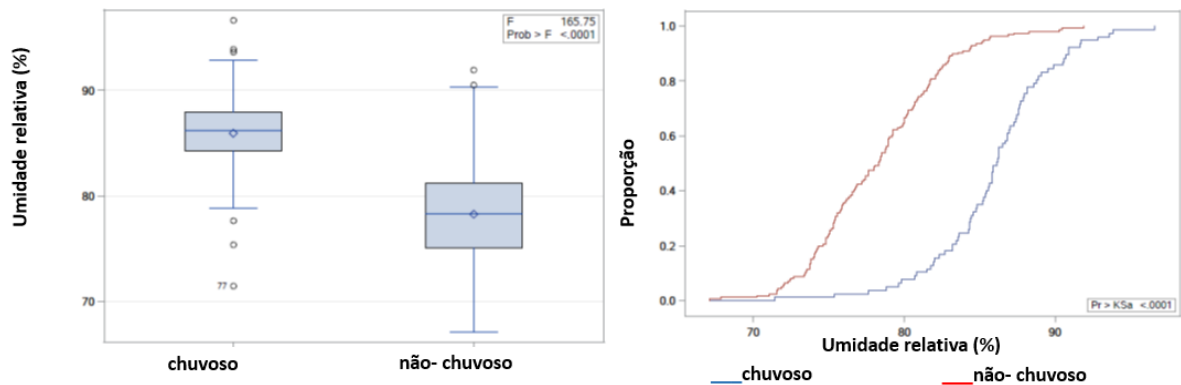 Umidade relativa (%)
F 165.75
Prob > F <.0001
90
80
70
77
chuvoso
não- chuvoso
Proporção
1.0
0.8
0.6
0.4
0.2
0.0
Pr > KSa <.0001
70 80 90
Umidade relativa (%)
chuvoso
não- chuvoso